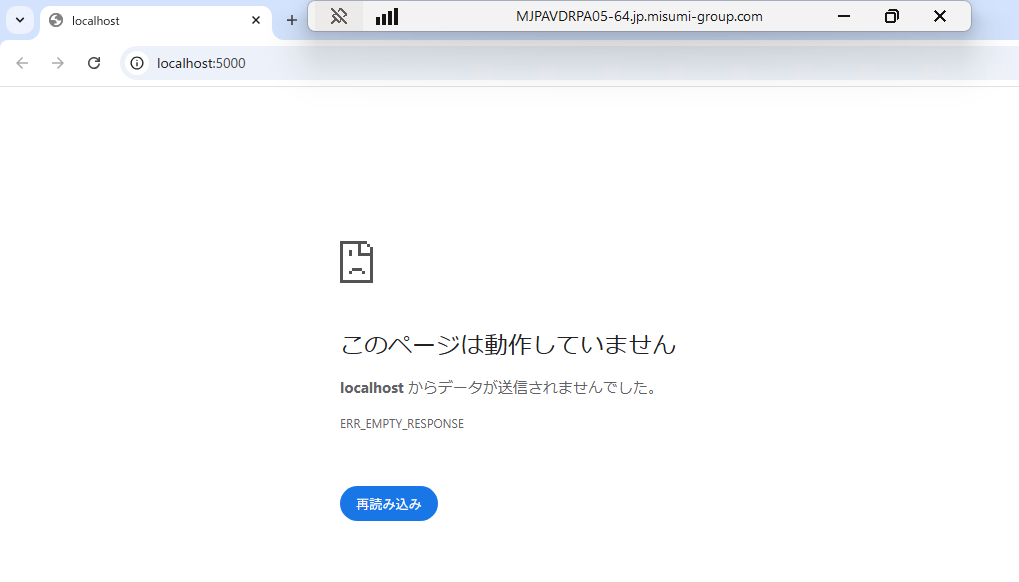 localhost
MJPAVDRPA05-64.jp.misumi-group.com
localhost:5000
このページは動作していません
localhost からデータが送信されませんでした。
ERR_EMPTY_RESPONSE
再読み込み